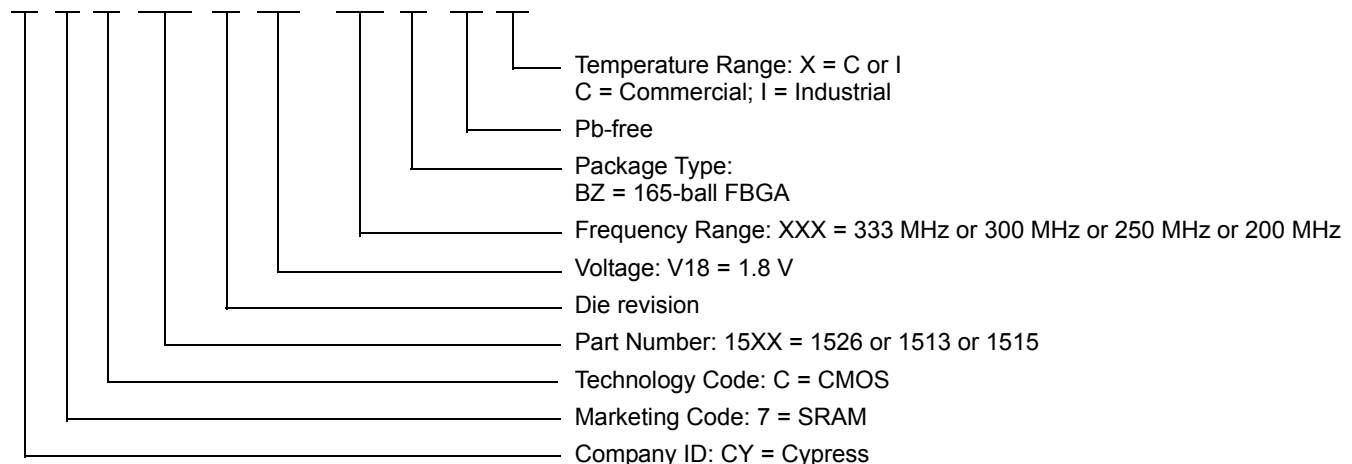 Temperature Range: X = C or I
C = Commercial; I = Industrial
Pb-free
Package Type:
BZ = 165-ball FBGA
Frequency Range: XXX = 333 MHz or 300 MHz or 250 MHz or 200 MHz
Voltage: V18 = 1.8 V
Die revision
Part Number: 15XX = 1526 or 1513 or 1515
Technology Code: C = CMOS
Marketing Code: 7 = SRAM
Company ID: CY = Cypress